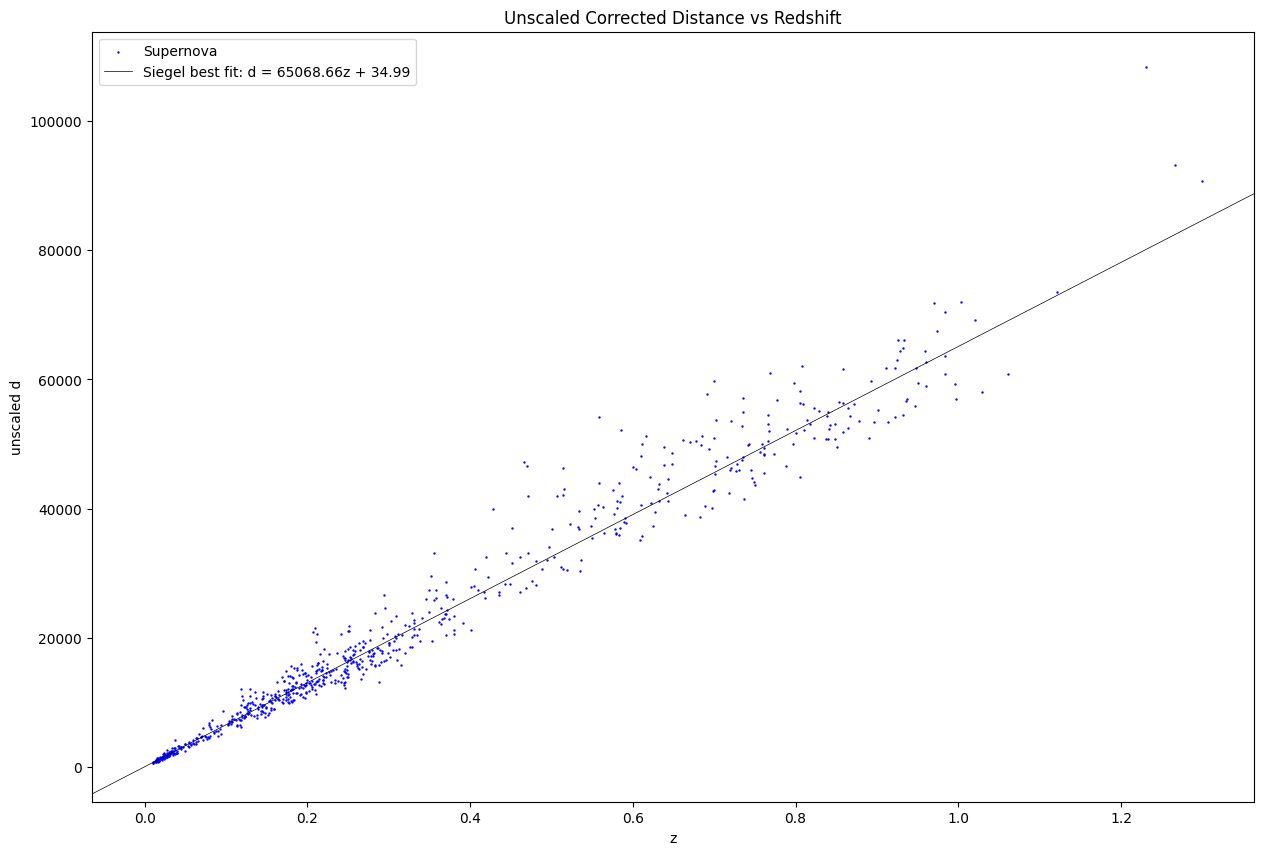 Unscaled Corrected Distance vs Redshift
Supernova
Siegel best fit: d = 65068.66z + 34.99
100000
80000
60000
40000
20000
0
unscaled d
0.0 0.2 0.4 0.6 0.8 1.0 1.2
z